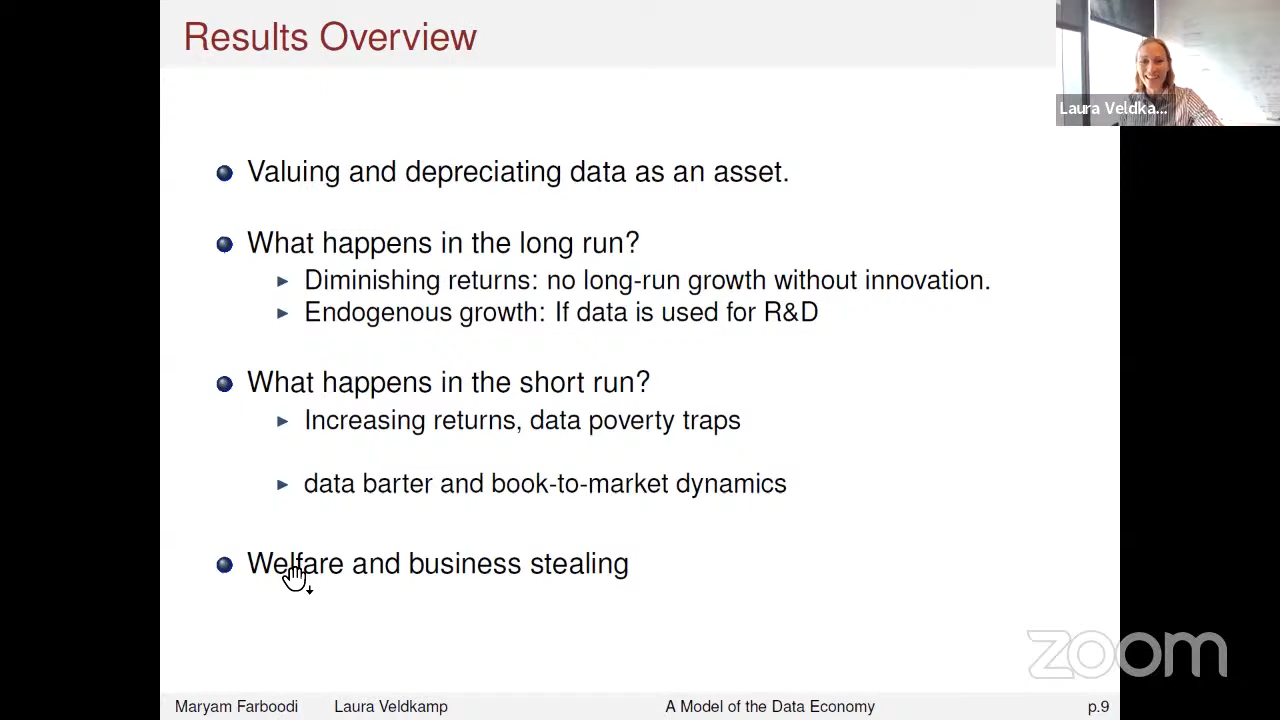 Results Overview
Laura Veldka...
Valuing and depreciating data as an asset.
What happens in the long run?
Diminishing returns: no long-run growth without innovation.
Endogenous growth: If data is used for R&D
What happens in the short run?
Increasing returns, data poverty traps
data barter and book-to-market dynamics
Welfare and business stealing
zoom
Maryam Farboodi Laura Veldkamp A Model of the Data Economy p.9